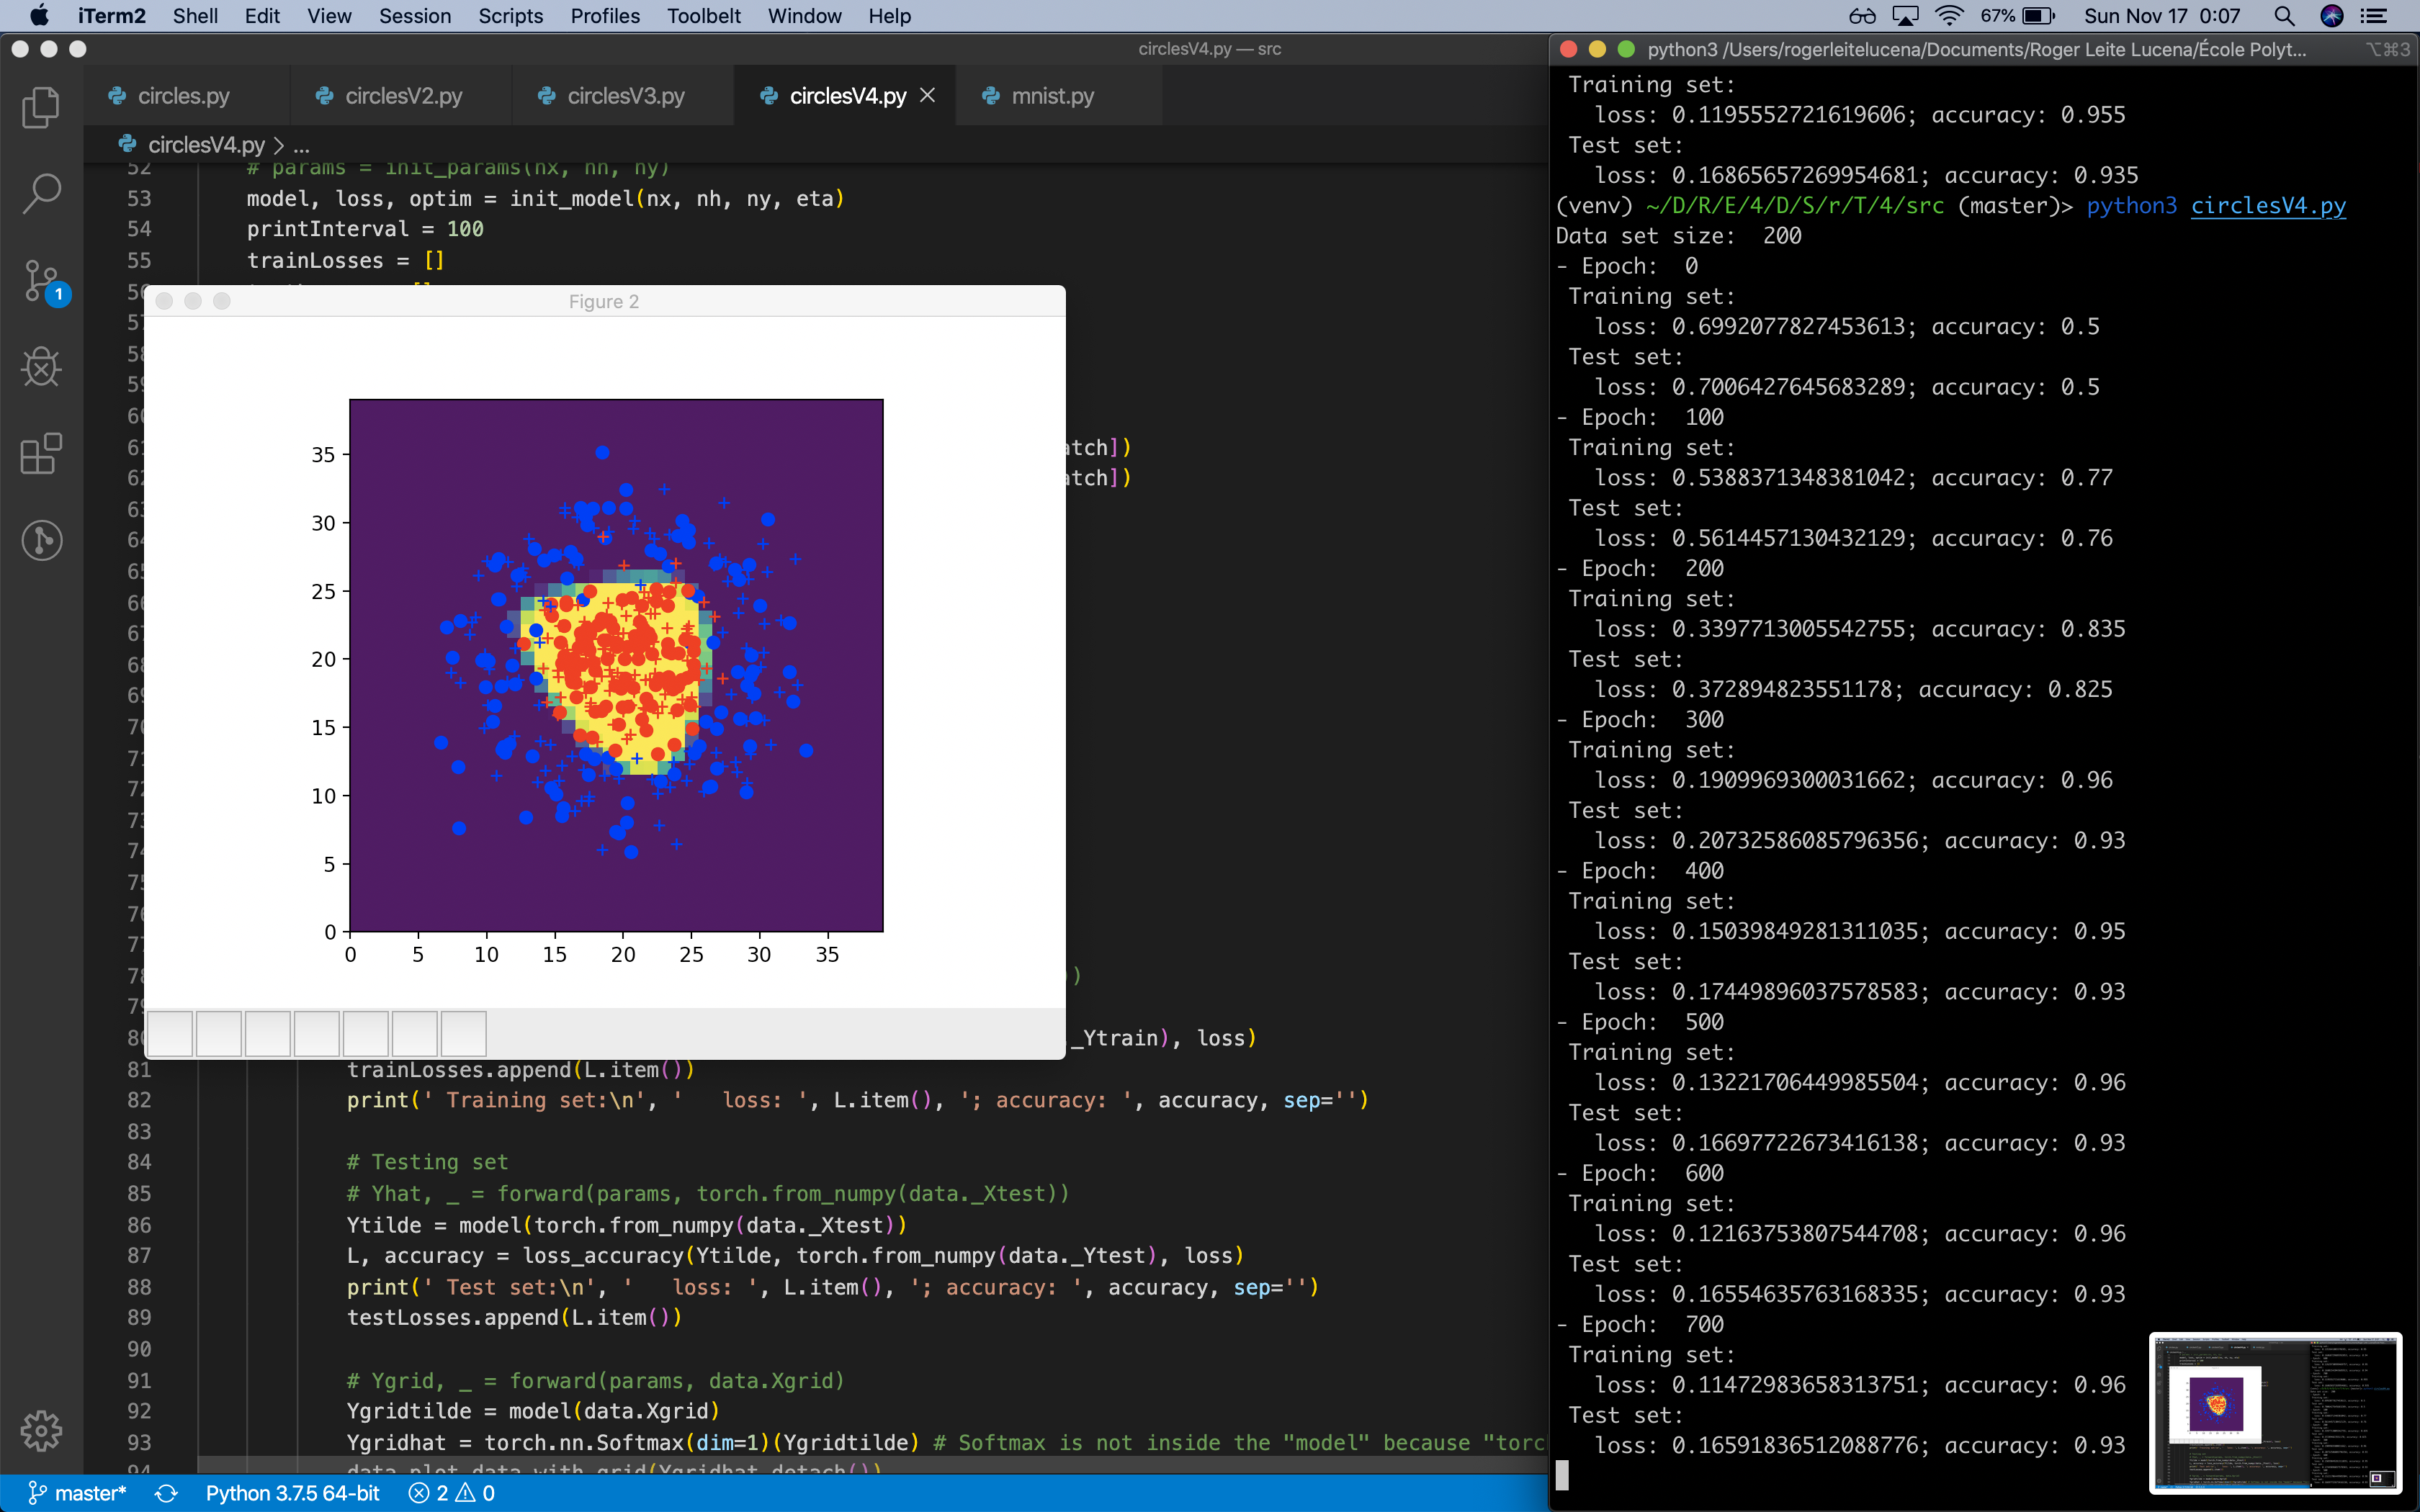 iTerm2 Shell Edit View Session Scripts Profiles Toolbelt Window Help 67% Sun Nov 17 0:07
circlesV4.py — src
circles.py circlesV2.py circlesV3.py circlesV4.py mnist.py
circlesV4.py > ...
52 # params = init_params(nx, nh, ny)
53 model, loss, optim = init_model(nx, nh, ny, eta)
54 printInterval = 100
55 trainLosses = []
1
Figure 2
atch])
atch])
35
30
25
20
15
10
5
0
0 5 10 15 20 25 30 35
)
_Ytrain), loss)
81 trainLosses.append(L.item())
82 print(' Training set:\n', '   loss: ', L.item(), '; accuracy: ', accuracy, sep='')
83
84 # Testing set
85 # Yhat, _ = forward(params, torch.from_numpy(data._Xtest))
86 Ytilde = model(torch.from_numpy(data._Xtest))
87 L, accuracy = loss_accuracy(Ytilde, torch.from_numpy(data._Ytest), loss)
88 print(' Test set:\n', '   loss: ', L.item(), '; accuracy: ', accuracy, sep='')
89 testLosses.append(L.item())
90
91 # Ygrid, _ = forward(params, data.Xgrid)
92 Ygridtilde = model(data.Xgrid)
93 Ygridhat = torch.nn.Softmax(dim=1)(Ygridtilde) # Softmax is not inside the "model" because "torc
94 data.plot_data_with_grid(Ygridhat.detach())
master* Python 3.7.5 64-bit 2 0
python3 /Users/rogerleitelucena/Documents/Roger Leite Lucena/École Polyt... ⌥⌘3
Training set:
loss: 0.1195552721619606; accuracy: 0.955
Test set:
loss: 0.16865657269954681; accuracy: 0.935
(venv) ~/D/R/E/4/D/S/r/T/4/src (master)> python3 circlesV4.py
Data set size:  200
- Epoch:  0
Training set:
loss: 0.6992077827453613; accuracy: 0.5
Test set:
loss: 0.7006427645683289; accuracy: 0.5
- Epoch:  100
Training set:
loss: 0.5388371348381042; accuracy: 0.77
Test set:
loss: 0.5614457130432129; accuracy: 0.76
- Epoch:  200
Training set:
loss: 0.3397713005542755; accuracy: 0.835
Test set:
loss: 0.372894823551178; accuracy: 0.825
- Epoch:  300
Training set:
loss: 0.1909969300031662; accuracy: 0.96
Test set:
loss: 0.20732586085796356; accuracy: 0.93
- Epoch:  400
Training set:
loss: 0.15039849281311035; accuracy: 0.95
Test set:
loss: 0.17449896037578583; accuracy: 0.93
- Epoch:  500
Training set:
loss: 0.13221706449985504; accuracy: 0.96
Test set:
loss: 0.16697722673416138; accuracy: 0.93
- Epoch:  600
Training set:
loss: 0.12163753807544708; accuracy: 0.96
Test set:
loss: 0.16554635763168335; accuracy: 0.93
- Epoch:  700
Training set:
loss: 0.11472983658313751; accuracy: 0.96
Test set:
loss: 0.16591836512088776; accuracy: 0.93